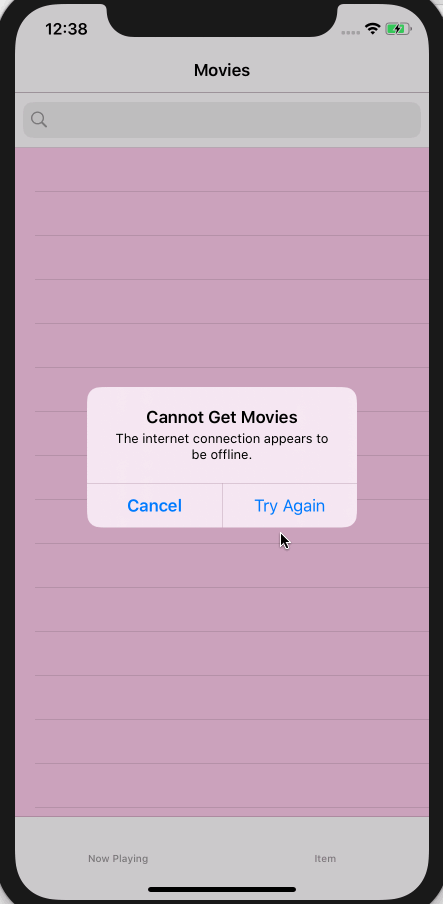 12:38
Movies
Cannot Get Movies
The internet connection appears to
be offline.
Cancel Try Again
Now Playing Item